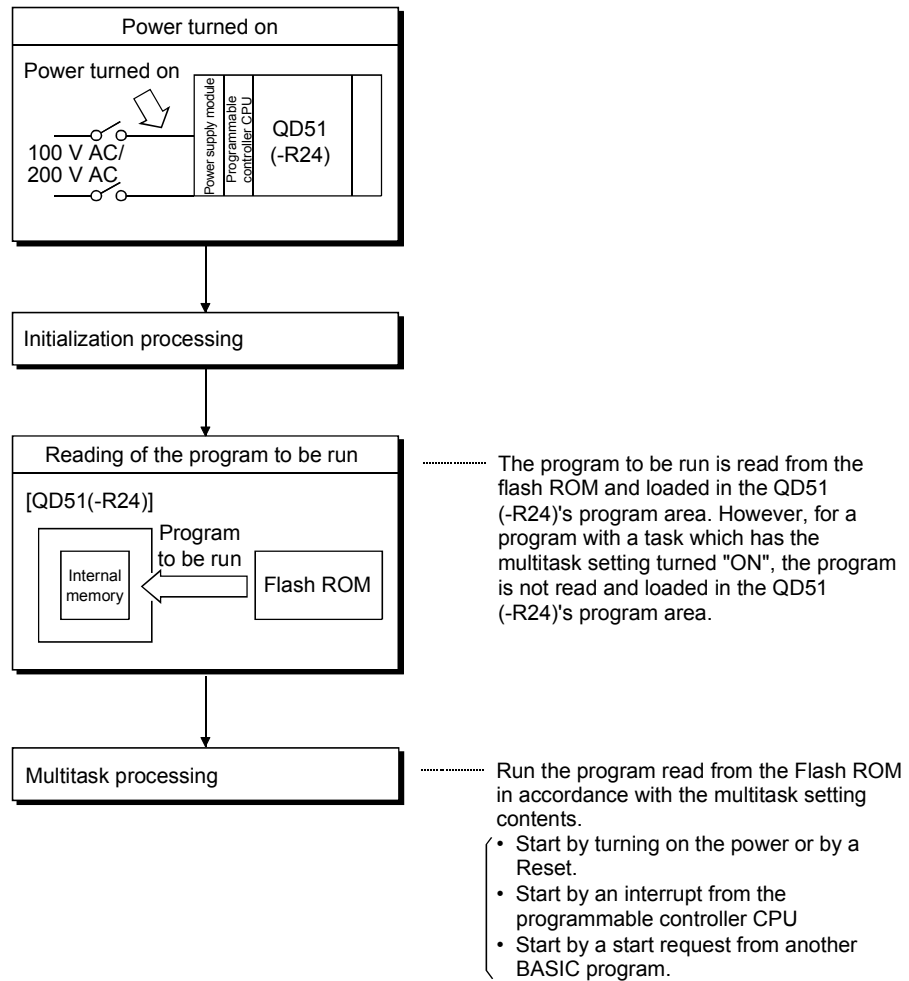 Power turned on
Power turned on
100 V AC/
200 V AC
Power supply module
Programmable
controller CPU
QD51
(-R24)
Initialization processing
Reading of the program to be run
[QD51(-R24)]
Program
to be run
Internal
memory
Flash ROM
The program to be run is read from the
flash ROM and loaded in the QD51
(-R24)'s program area. However, for a
program with a task which has the
multitask setting turned "ON", the program
is not read and loaded in the QD51
(-R24)'s program area.
Multitask processing
Run the program read from the Flash ROM
in accordance with the multitask setting
contents.
• Start by turning on the power or by a
Reset.
• Start by an interrupt from the
programmable controller CPU
• Start by a start request from another
BASIC program.